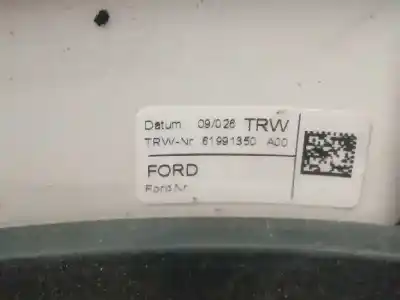 Datum 09/026 TRW
TRW-Nr 61991350 A00
FORD
Ford-Nr